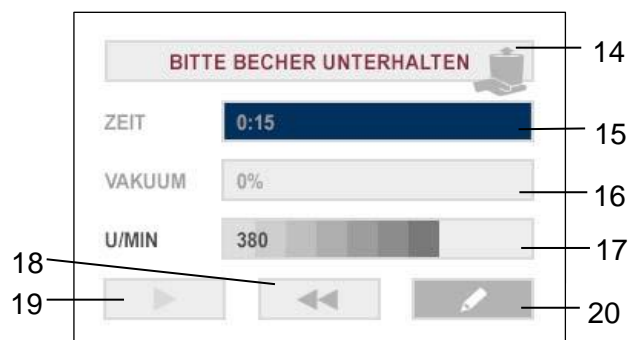 BITTE BECHER UNTERHALTEN
14
ZEIT
0:15
15
VAKUUM
0%
16
U/MIN
380
17
18
19
20